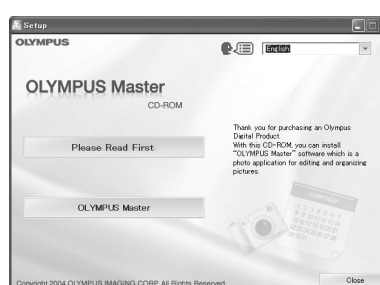 Setup
OLYMPUS
English
OLYMPUS Master
CD-ROM
Please Read First
Thank you for purchasing an Olympus
Digital Product.
With this CD-ROM, you can install
"OLYMPUS Master" software which is a
photo application for editing and organizing
pictures.
OLYMPUS Master
Copyright 2004 OLYMPUS IMAGING CORP. All Rights Reserved.
Close